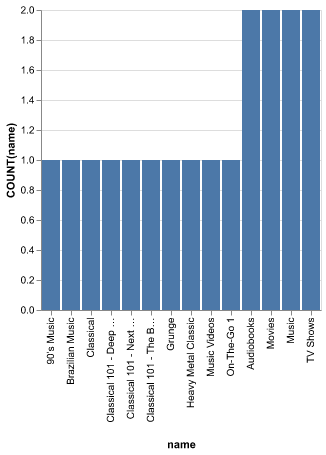 2.0
1.8
1.6
1.4
1.2
1.0
0.8
0.6
0.4
0.2
0.0
COUNT(name)
90's Music
Brazilian Music
Classical
Classical 101 - Deep …
Classical 101 - Next …
Classical 101 - The B…
Grunge
Heavy Metal Classic
Music Videos
On-The-Go 1
Audiobooks
Movies
Music
TV Shows
name